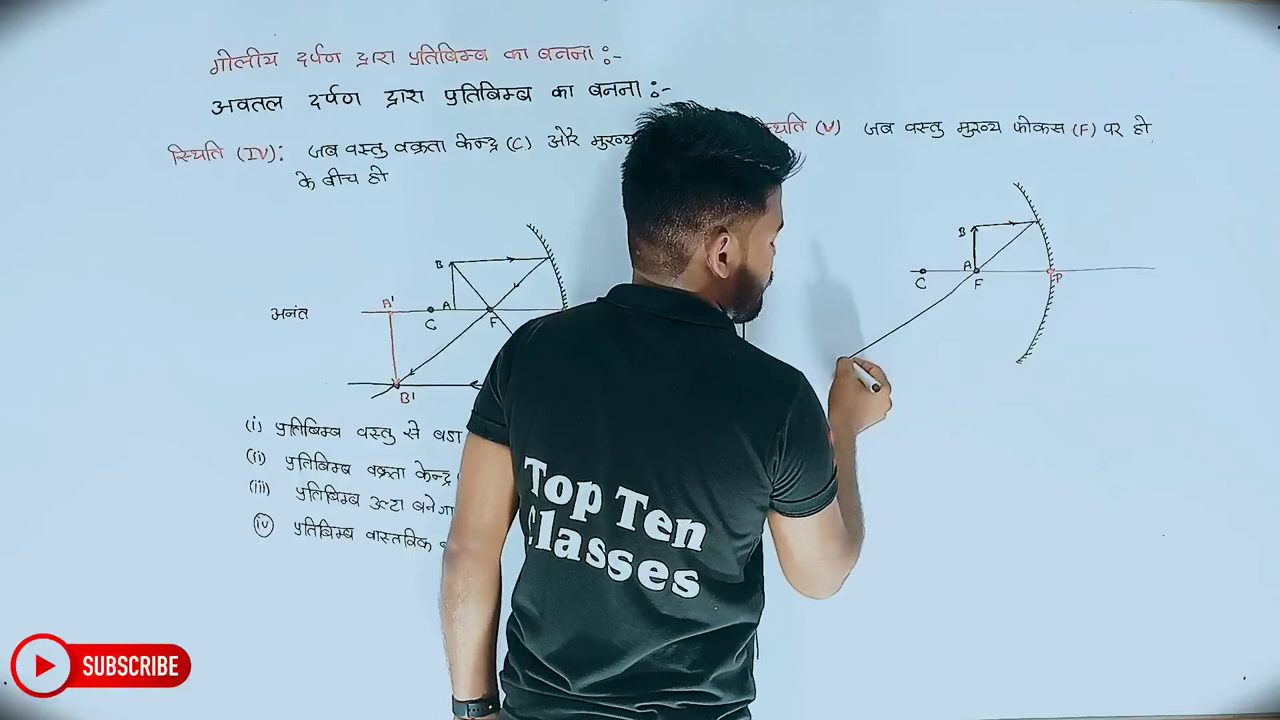 गोलीय दर्पण द्वारा प्रतिबिम्ब का बनना :-
अवतल दर्पण द्वारा प्रतिबिम्ब का बनना :-
स्थिति (IV): जब वस्तु वक्रता केन्द्र (C) और
के बीच हो
B
A'
C
A
F
अनंत
B'
(i) प्रतिबिम्ब वस्तु से बडा
(ii) प्रतिबिम्ब वक्रता केन्द्र
(iii) प्रतिबिम्ब उल्टा बनेगा
(iv) प्रतिबिम्ब वास्तविक
(V) जब वस्तु मुख्य फोकस (F) पर हो
B
A
C
F
P
Top Ten
Classes
SUBSCRIBE